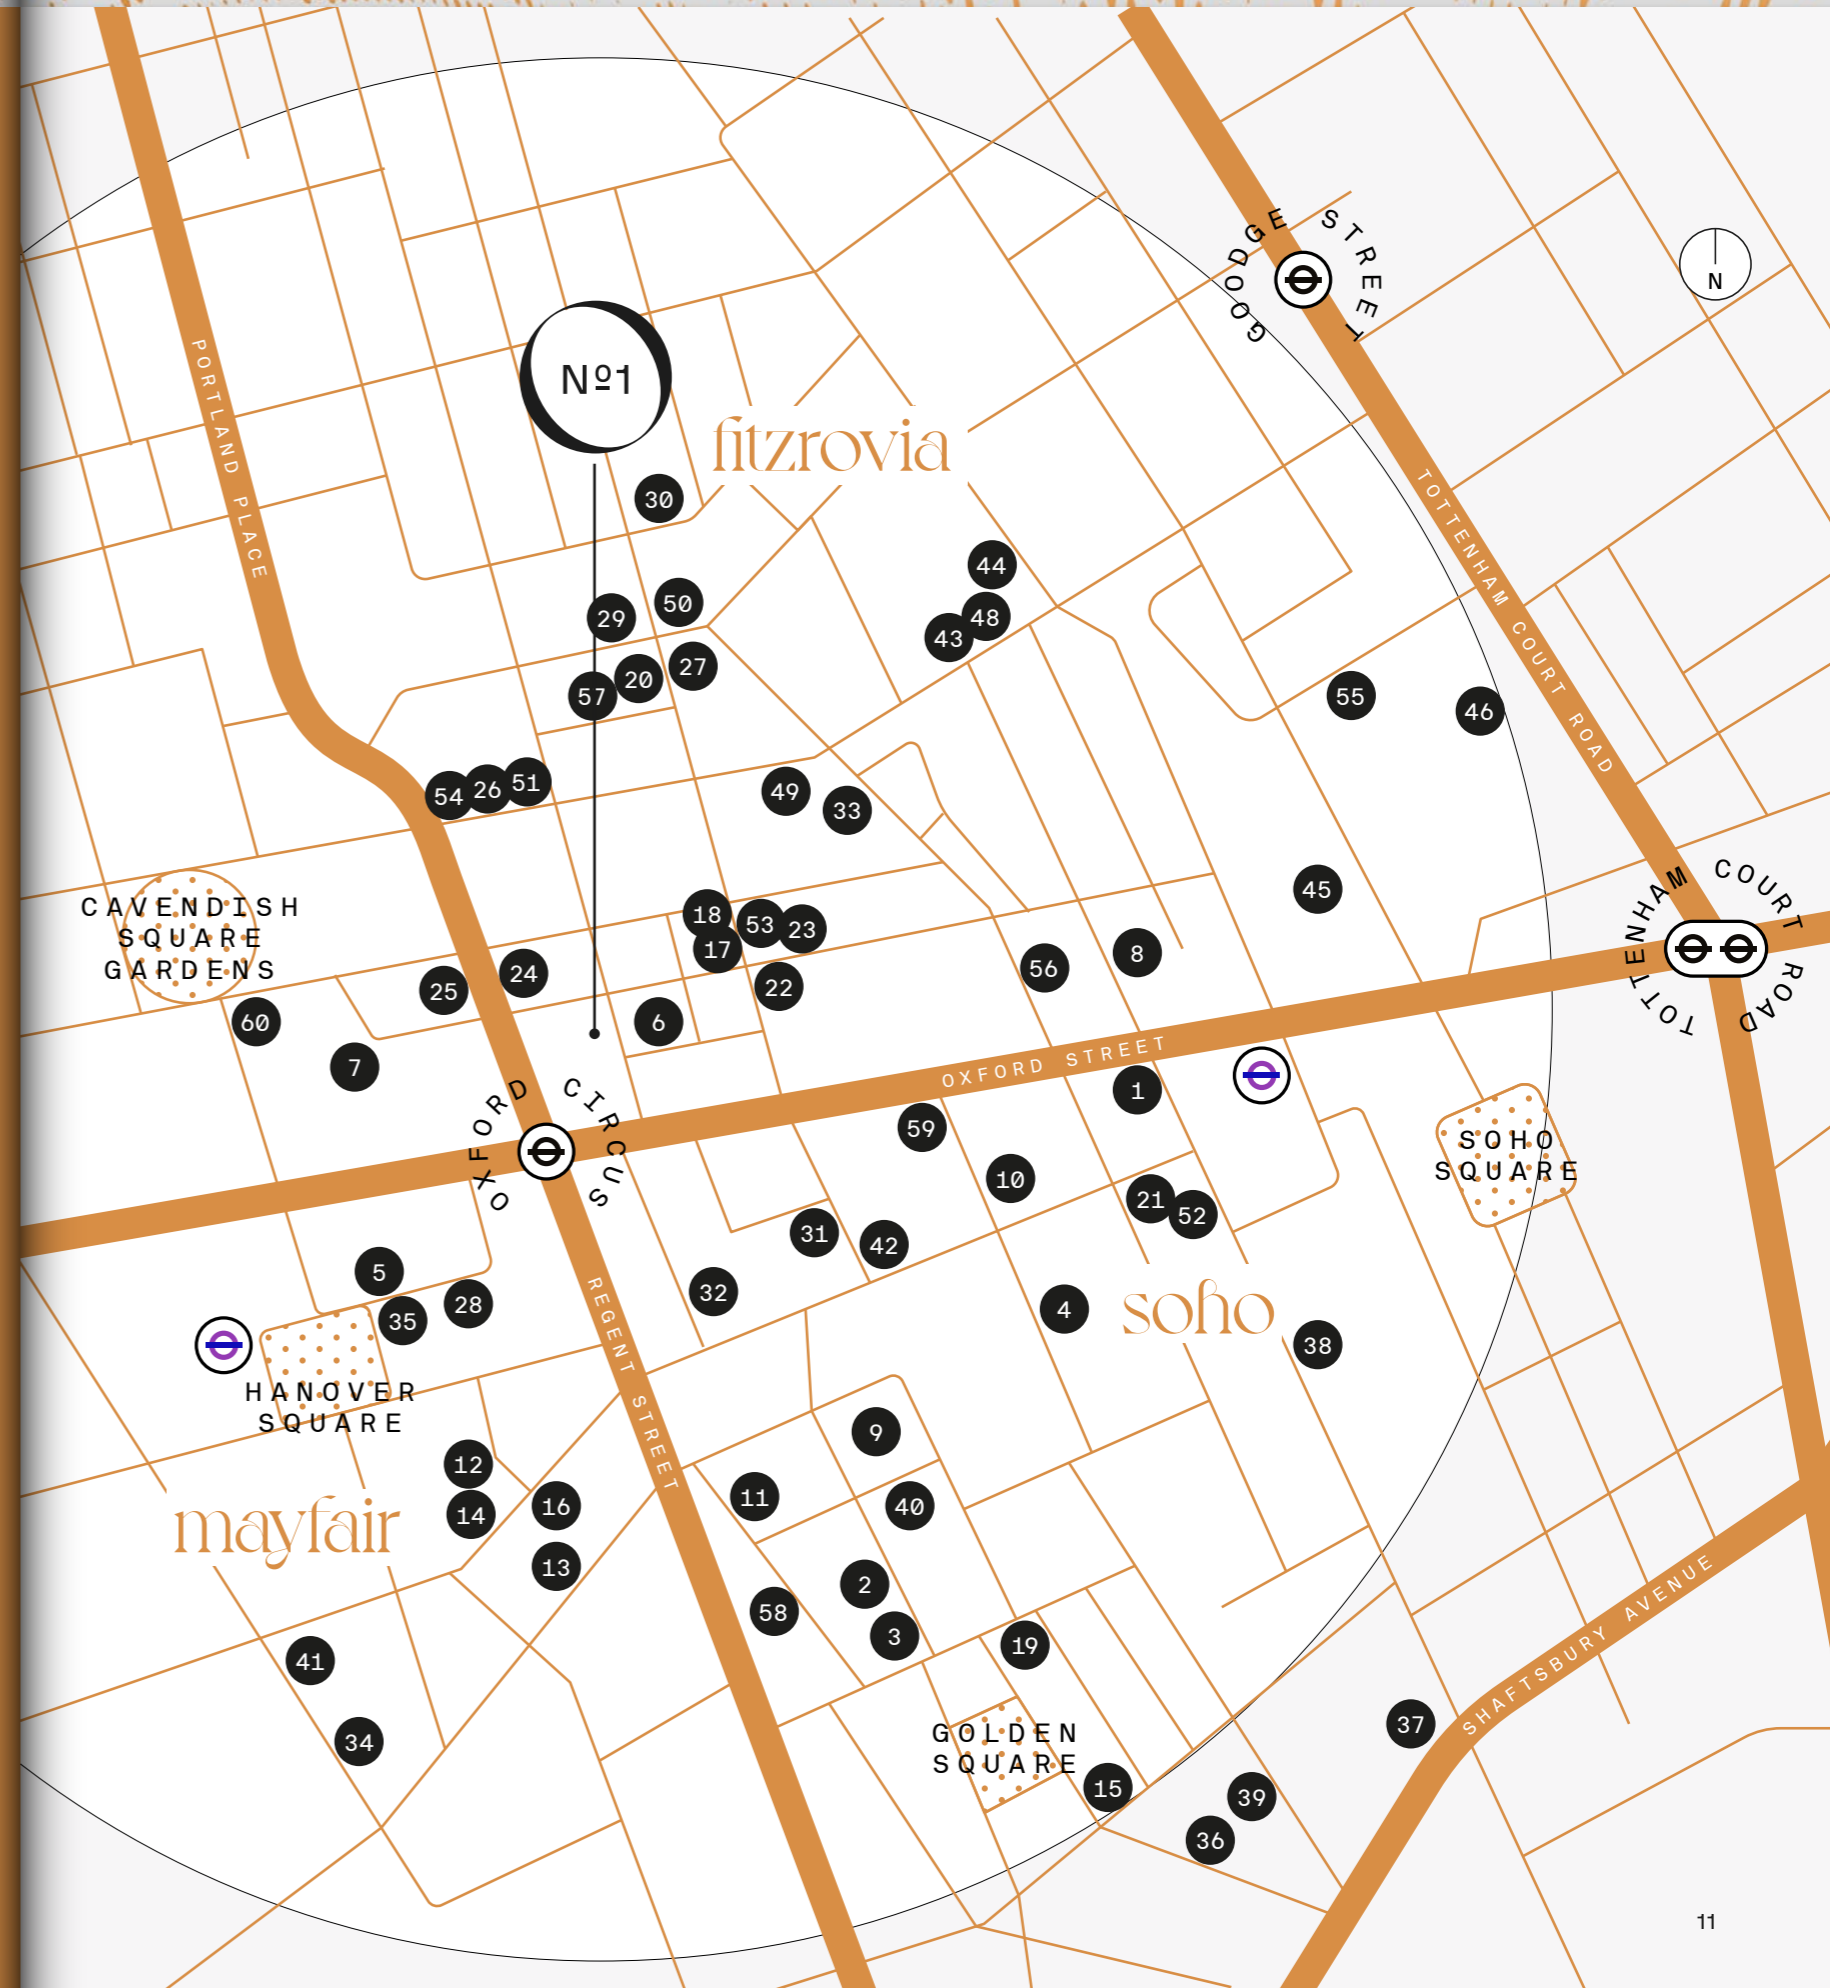 GOODGE STREET
N
PORTLAND PLACE
Nº1
fitzrovia
30
TOTTENHAM COURT ROAD
44
29
50
48
43
57
20
27
55
46
54
26
51
49
33
TOTTENHAM COURT ROAD
CAVENDISH
SQUARE
GARDENS
45
18
53
23
17
25
24
22
56
8
60
6
7
OXFORD STREET
1
OXFORD CIRCUS
59
SOHO
SQUARE
10
21
52
31
42
5
32
28
35
4
soho
38
REGENT STREET
HANOVER
SQUARE
9
12
11
40
14
16
mayfair
13
2
58
3
19
SHAFTSBURY AVENUE
41
34
GOLDEN
SQUARE
37
15
39
36
11